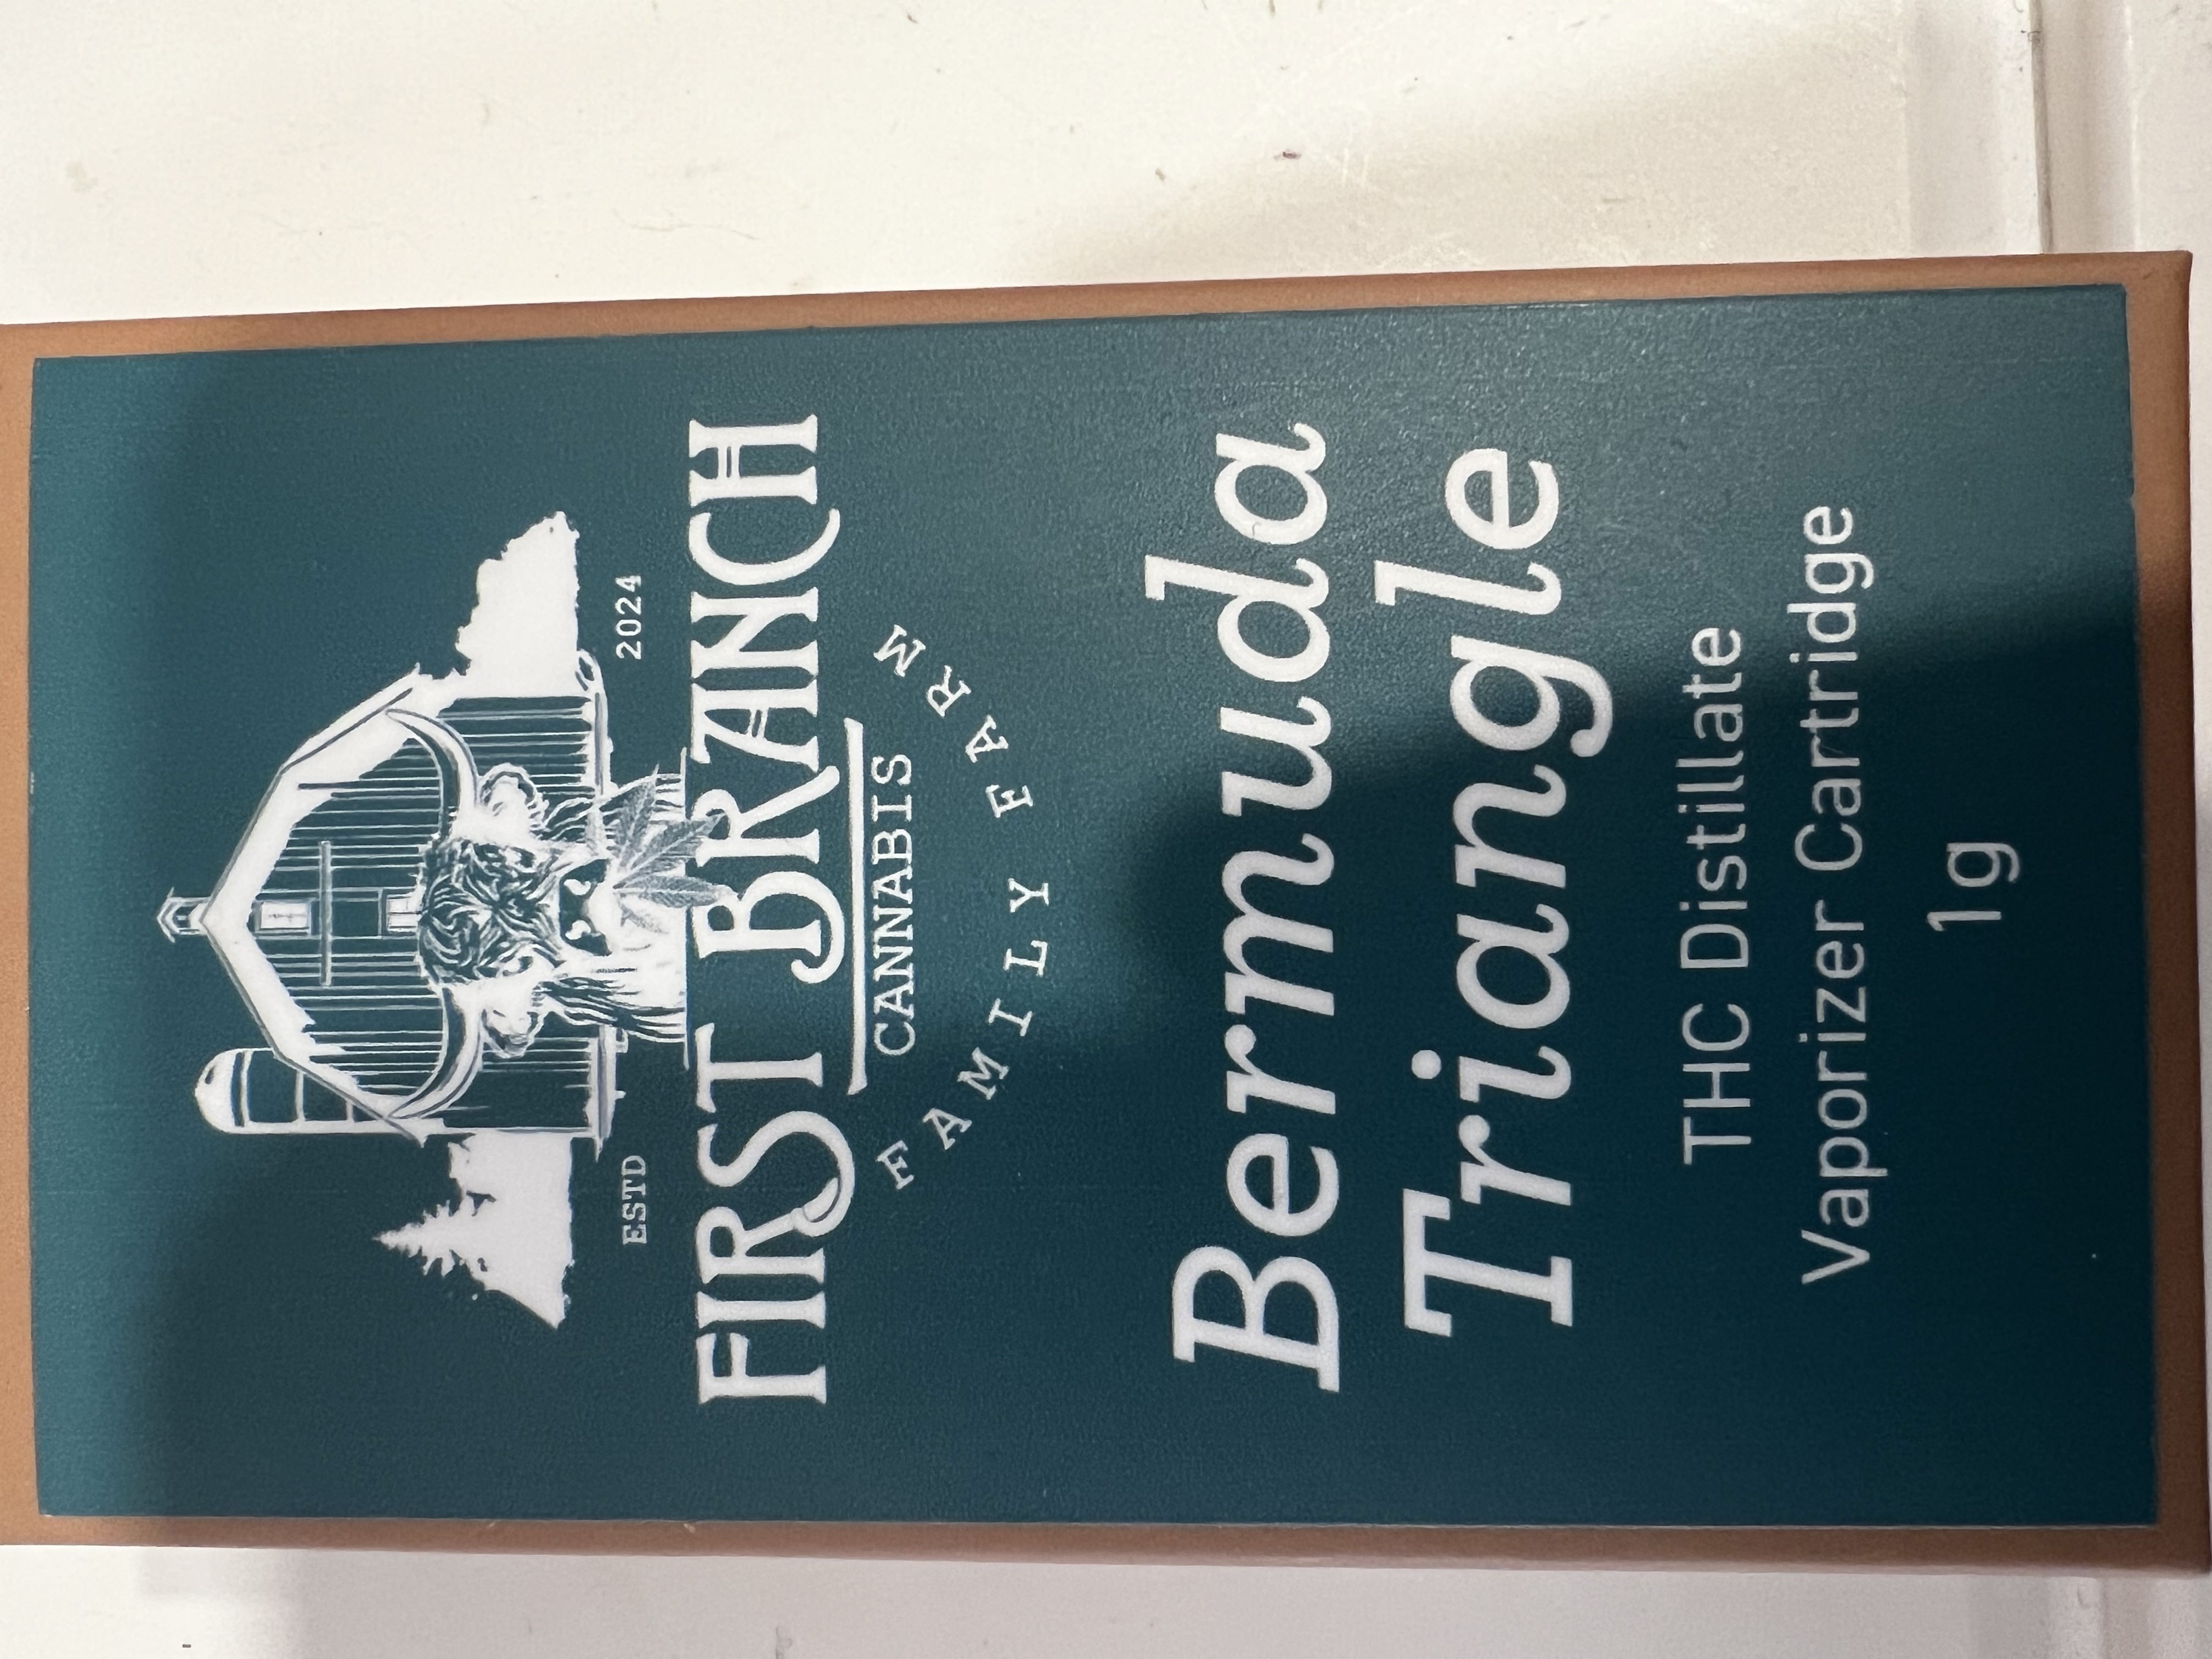 ESTD 2024
FIRST BRANCH
CANNABIS
FAMILY FARM
Bermuda
Triangle
THC Distillate
Vaporizer Cartridge
1g